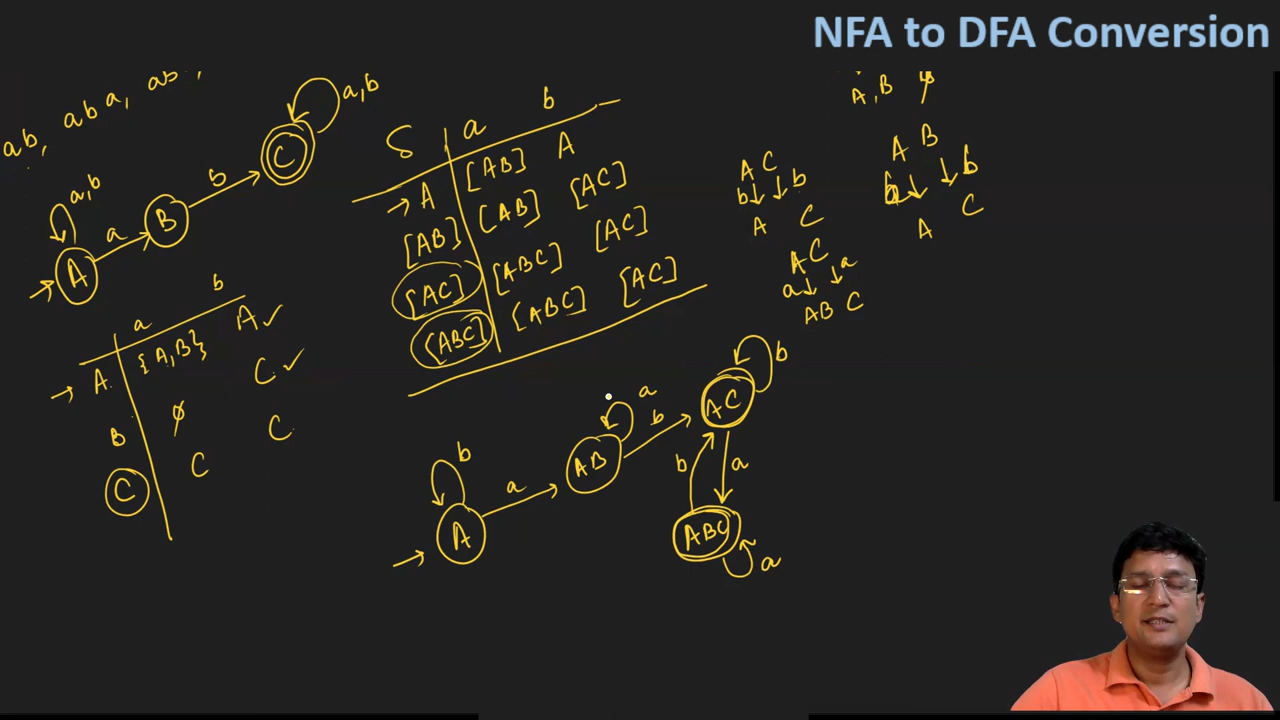 NFA to DFA Conversion
ab, aba, ab
a,b
C
a,b
b
B
a
A
a b
A {A,B} A ✓
B ϕ C ✓
C C C
δ a b
→ A [AB] A
[AB] [AB] [AC]
[AC] [ABC] [AC]
[ABC] [ABC] [AC]
A,B ϕ
A B
b
A C
A C
b b
A C
A C
a a
AB C
b
A
a
AB
a
b
AC
b
b a
ABC
a